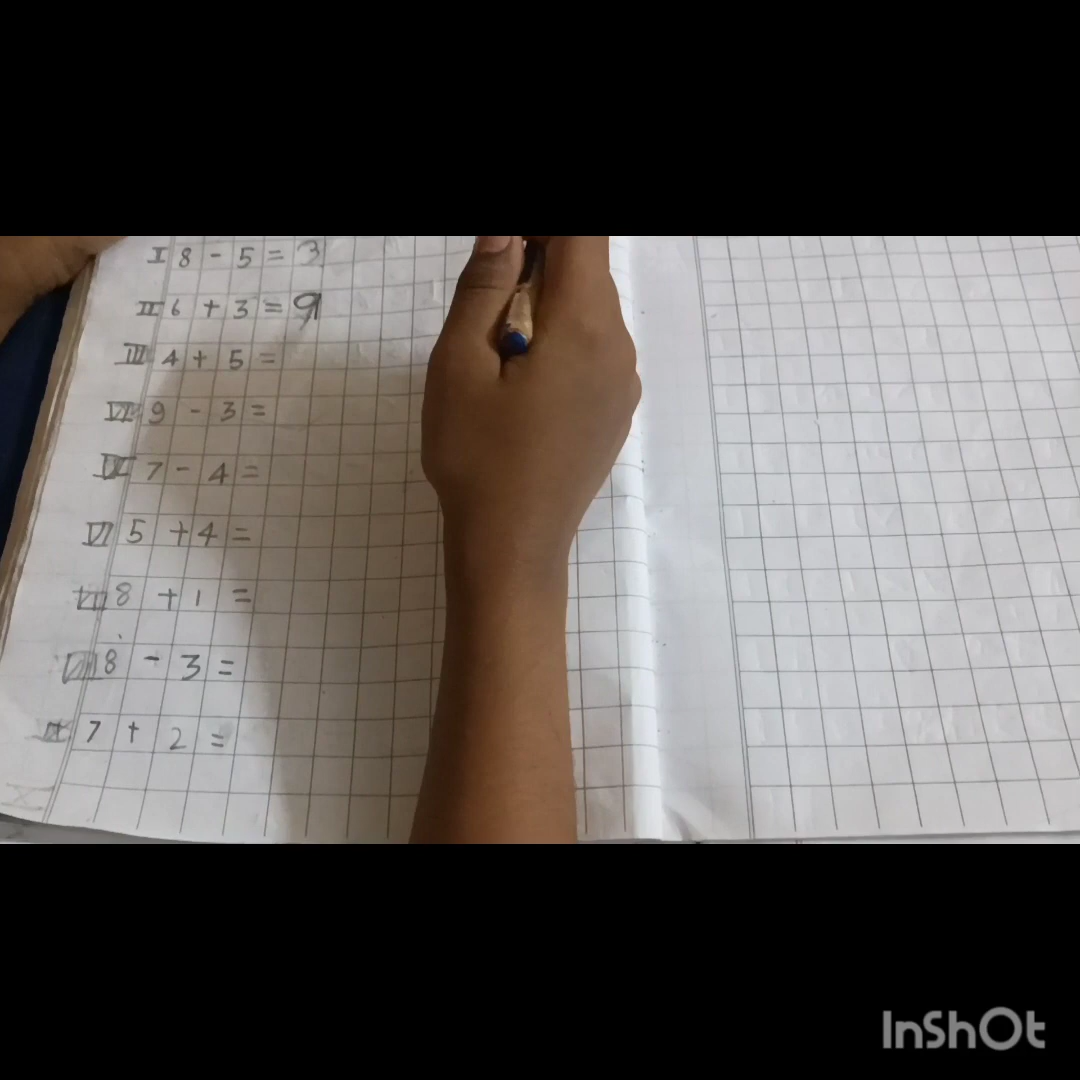 I 8 - 5 = 3
II 6 + 3 = 9
III 4 + 5 =
9 - 3 =
7 - 4 =
VI 5 + 4 =
VII 8 + 1 =
VIII 8 - 3 =
IX 7 + 2 =
X
InShOt